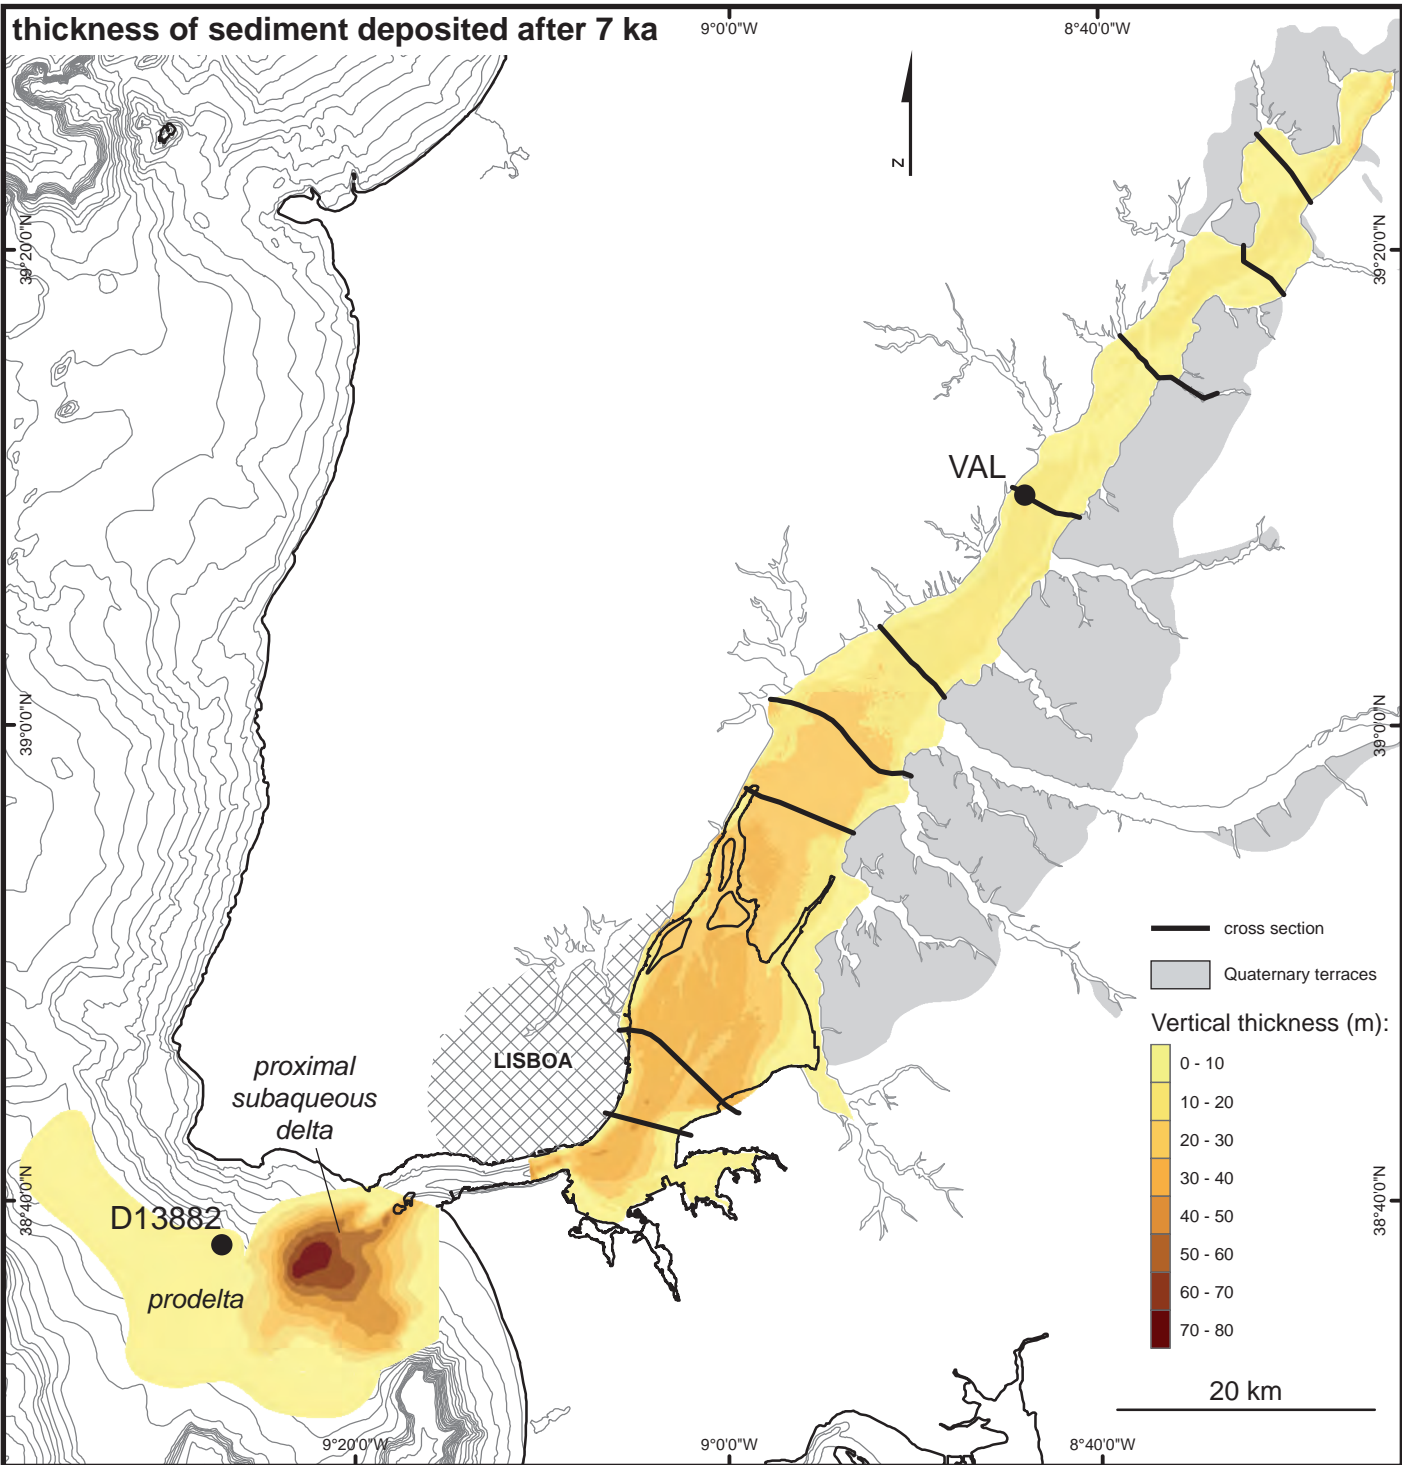 thickness of sediment deposited after 7 ka
9°0'0"W
8°40'0"W
z
39°20'0"N
39°20'0"N
VAL
39°0'0"N
39°0'0"N
cross section
Quaternary terraces
Vertical thickness (m):
0 - 10
10 - 20
20 - 30
30 - 40
40 - 50
50 - 60
60 - 70
70 - 80
LISBOA
proximal
subaqueous
delta
38°40'0"N
38°40'0"N
D13882
prodelta
20 km
9°20'0"W
9°0'0"W
8°40'0"W